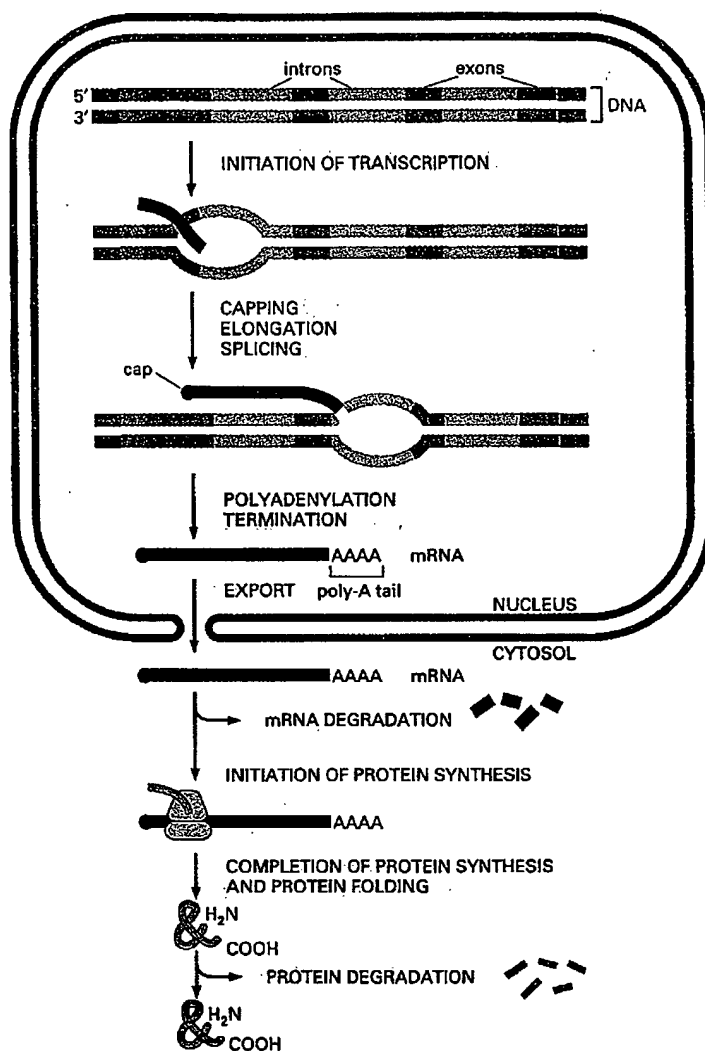 introns exons
5'
3'
DNA
INITIATION OF TRANSCRIPTION
CAPPING
ELONGATION
SPLICING
cap
POLYADENYLATION
TERMINATION
AAAA mRNA
EXPORT poly-A tail
NUCLEUS
CYTOSOL
AAAA mRNA
mRNA DEGRADATION
INITIATION OF PROTEIN SYNTHESIS
AAAA
COMPLETION OF PROTEIN SYNTHESIS
AND PROTEIN FOLDING
H₂N
COOH
PROTEIN DEGRADATION
H₂N
COOH